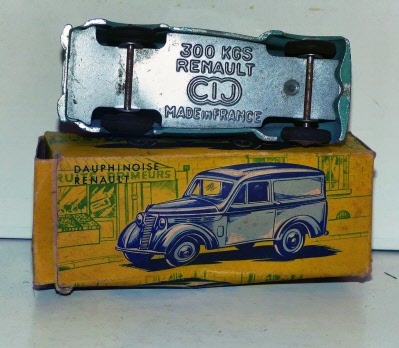 300 KGS
RENAULT
CIJ
MADE in FRANCE
DAUPHINOISE
RENAULT